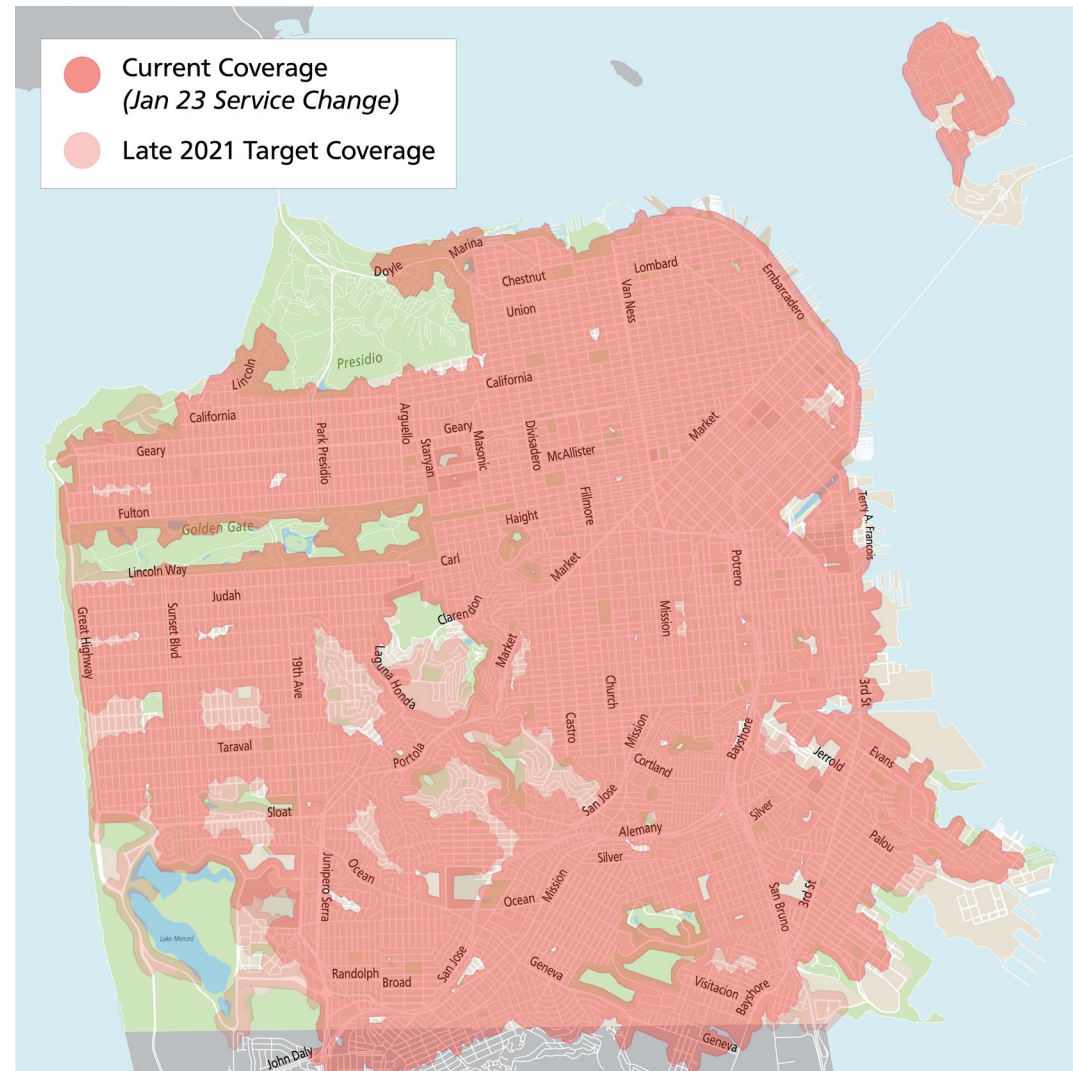 Current Coverage
(Jan 23 Service Change)
Late 2021 Target Coverage
Marina
Doyle
Chestnut
Lombard
Embarcadero
Union
Van Ness
Presidio
Lincoln
California
California
Arguello
Geary
Market
Park Presidio
Stanyan
Masonic
Divisadero
McAllister
Geary
Fillmore
Fulton
Golden Gate
Haight
Terry A. Francois
Carl
Market
Potrero
Lincoln Way
Judah
Clarendon
Great Highway
Sunset Blvd
Mission
19th Ave
Laguna Honda
Market
Church
3rd St
Castro
Mission
Bayshore
Taraval
Portola
Cortland
Jerrold
Evans
San Jose
Sloat
Silver
Alemany
Palou
Silver
Junipero Serra
Ocean
Mission
Ocean
San Bruno
3rd St
Lake Merced
San Jose
Geneva
Randolph
Broad
Visitacion
Bayshore
Geneva
John Daly